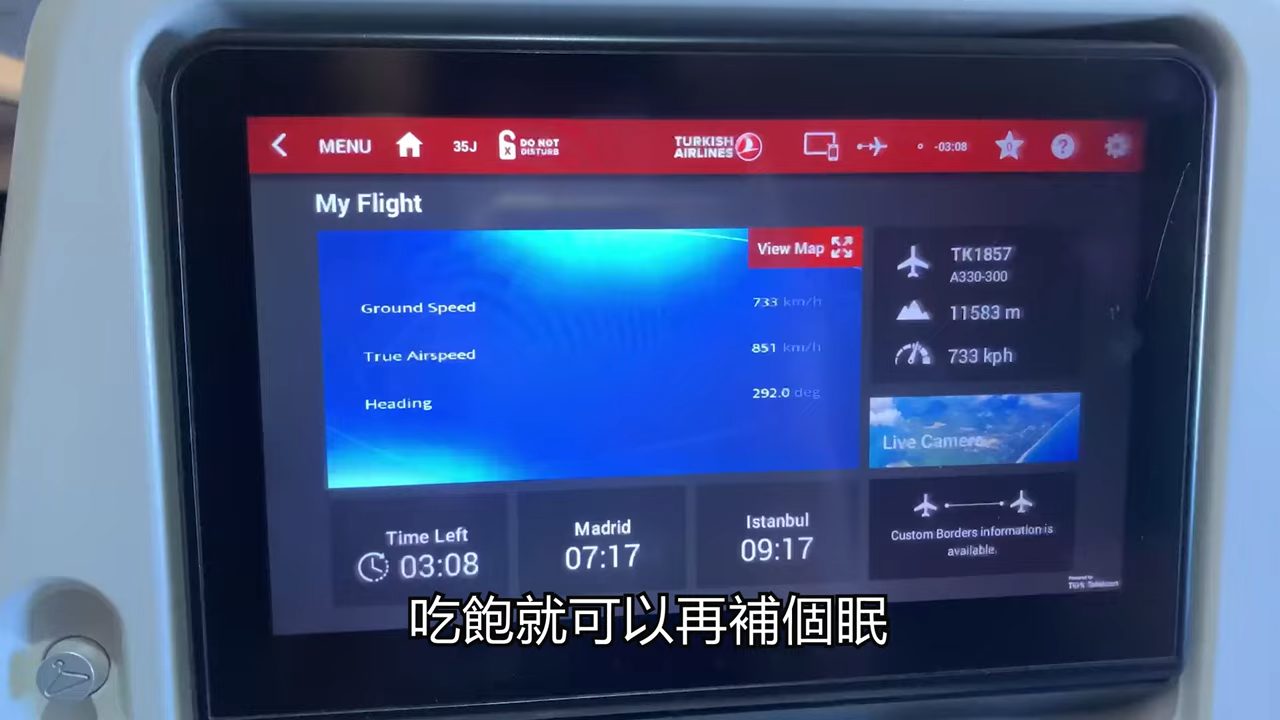 MENU
35J
DO NOT
DISTURB
TURKISH
AIRLINES
-03:08
0
?
My Flight
View Map
Ground Speed 733 km/h
True Airspeed 851 km/h
Heading 292.0 deg
TK1857
A330-300
11583 m
733 kph
Live Camera
Time Left
03:08
Madrid
07:17
Istanbul
09:17
Custom Borders information is
available.
Powered by
吃飽就可以再補個眠